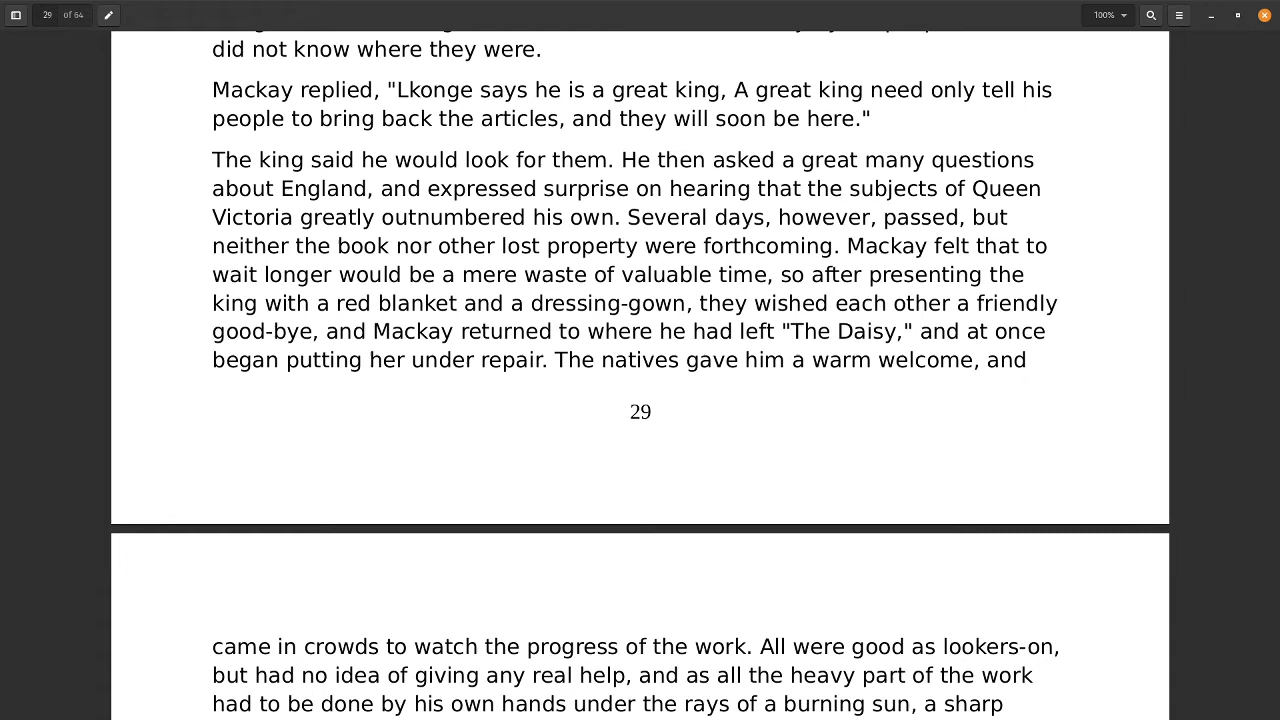 29 of 64
100%
did not know where they were.
Mackay replied, "Lkonge says he is a great king, A great king need only tell his
people to bring back the articles, and they will soon be here."
The king said he would look for them. He then asked a great many questions
about England, and expressed surprise on hearing that the subjects of Queen
Victoria greatly outnumbered his own. Several days, however, passed, but
neither the book nor other lost property were forthcoming. Mackay felt that to
wait longer would be a mere waste of valuable time, so after presenting the
king with a red blanket and a dressing-gown, they wished each other a friendly
good-bye, and Mackay returned to where he had left "The Daisy," and at once
began putting her under repair. The natives gave him a warm welcome, and
29
came in crowds to watch the progress of the work. All were good as lookers-on,
but had no idea of giving any real help, and as all the heavy part of the work
had to be done by his own hands under the rays of a burning sun, a sharp